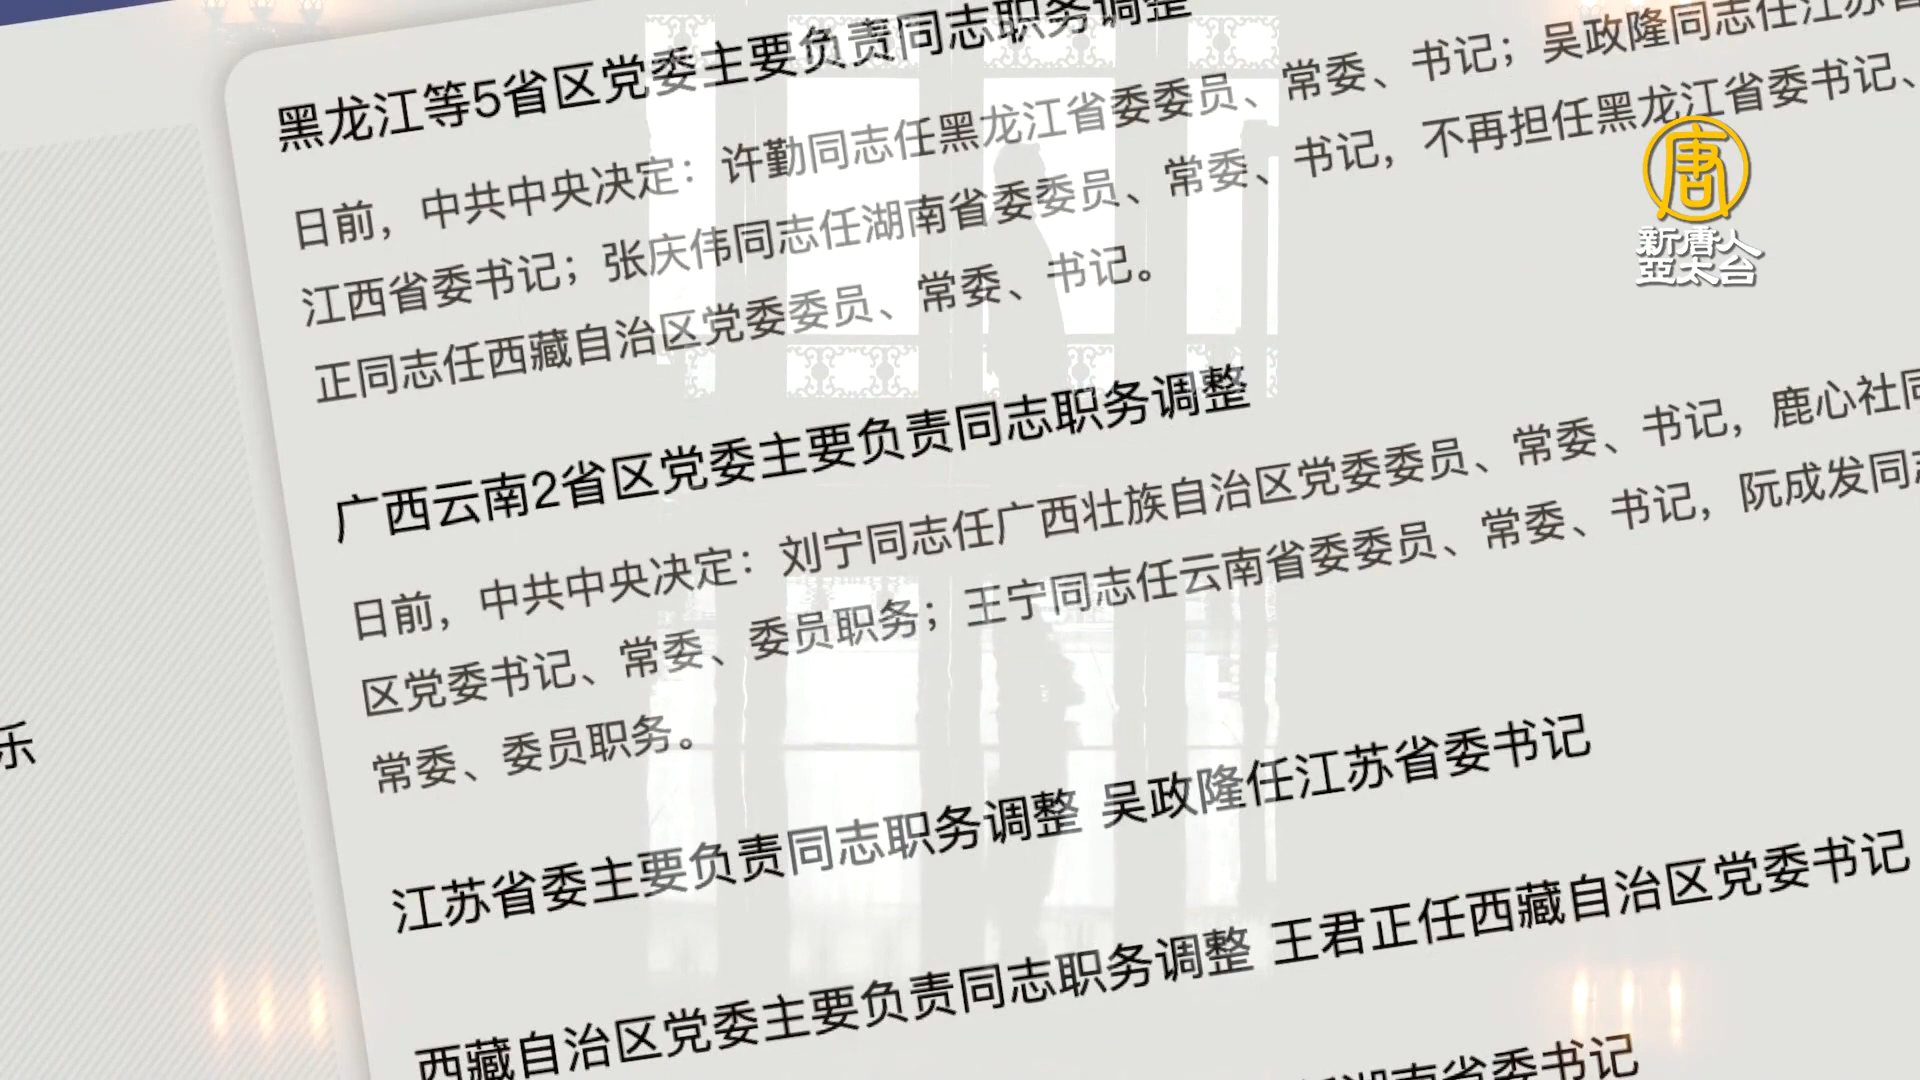 黑龙江等5省区党委主要负责同志职务调整
日前，中共中央决定：许勤同志任黑龙江省委委员、常委、书记；吴政隆同志任江苏省
江西省委书记；张庆伟同志任湖南省委委员、常委、书记，不再担任黑龙江省委书记、
正同志任西藏自治区党委委员、常委、书记。
广西云南2省区党委主要负责同志职务调整
日前，中共中央决定：刘宁同志任广西壮族自治区党委委员、常委、书记，鹿心社同
区党委书记、常委、委员职务；王宁同志任云南省委委员、常委、书记，阮成发同志
常委、委员职务。
江苏省委主要负责同志职务调整 吴政隆任江苏省委书记
西藏自治区党委主要负责同志职务调整 王君正任西藏自治区党委书记
湖南省委书记
乐
唐
新唐人
亞太台